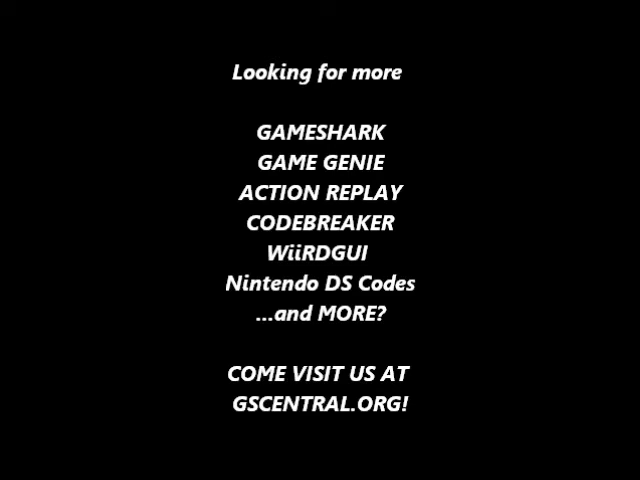 Looking for more
GAMESHARK
GAME GENIE
ACTION REPLAY
CODEBREAKER
WiiRDGUI
Nintendo DS Codes
...and MORE?
COME VISIT US AT
GSCENTRAL.ORG!